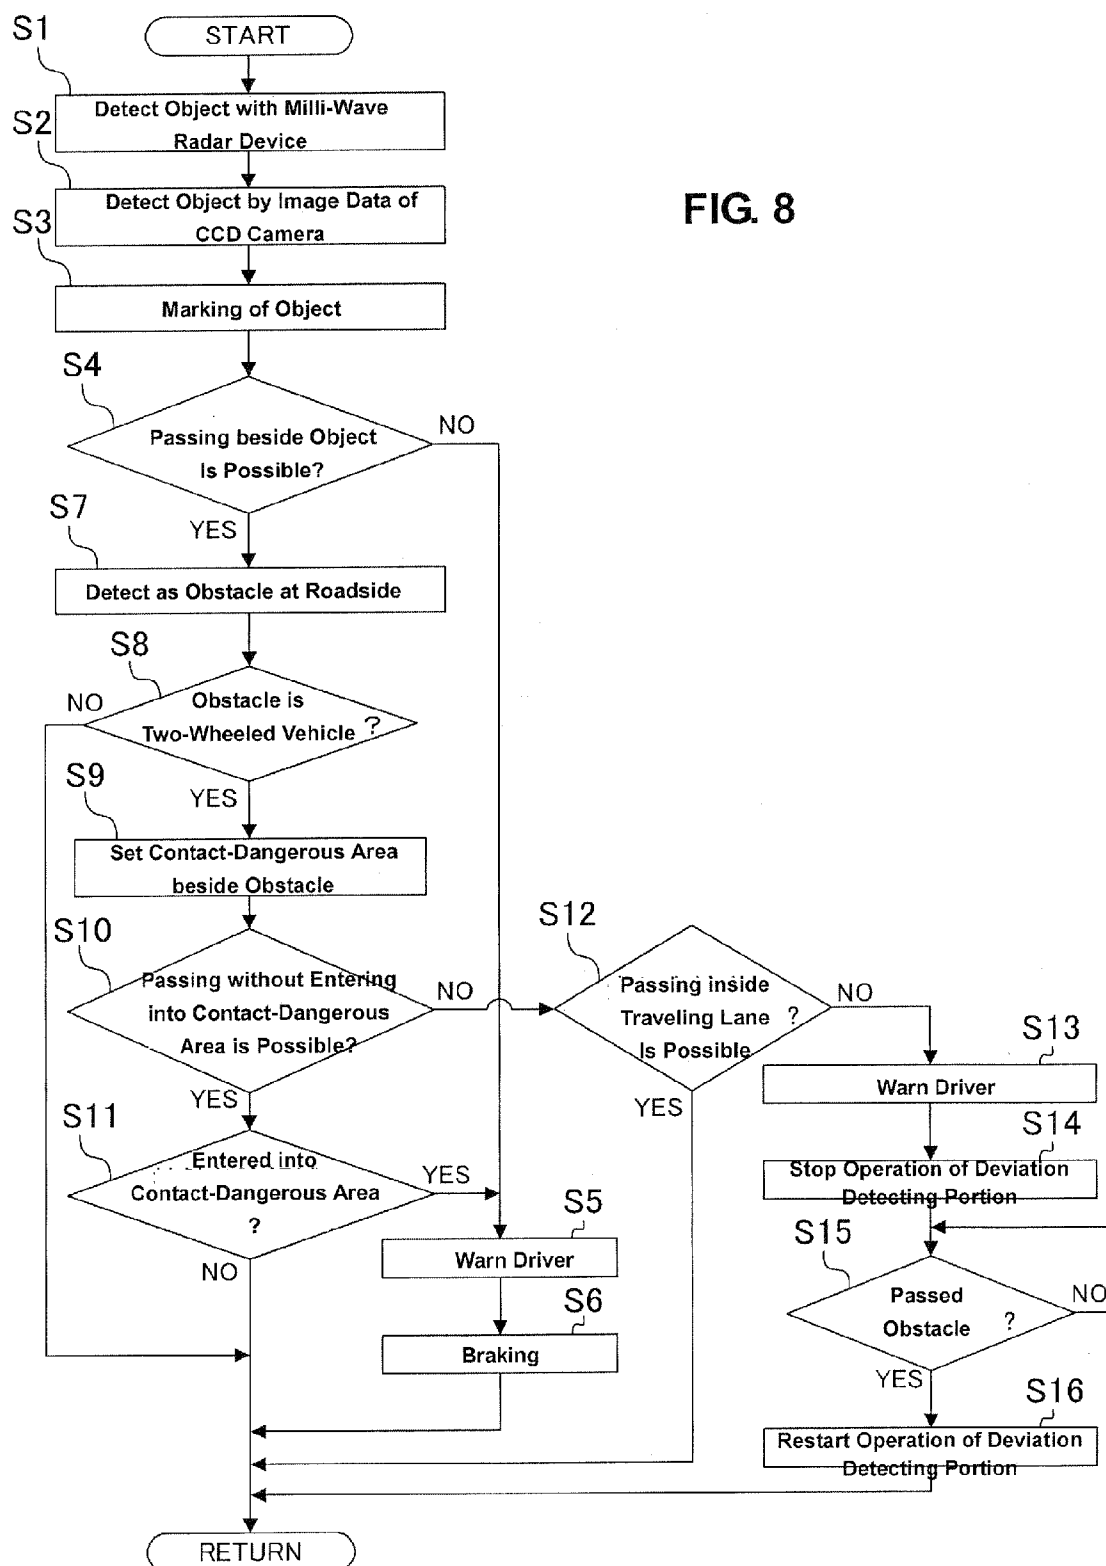 S1
START
Detect Object with Milli-Wave
Radar Device
S2
Detect Object by Image Data of
CCD Camera
FIG. 8
S3
Marking of Object
S4
Passing beside Object
Is Possible?
NO
YES
S7
Detect as Obstacle at Roadside
S8
NO
Obstacle is
Two-Wheeled Vehicle ?
YES
S9
Set Contact-Dangerous Area
beside Obstacle
S10
Passing without Entering
into Contact-Dangerous
Area is Possible?
NO
YES
S12
Passing inside
Traveling Lane ?
Is Possible
NO
YES
S13
Warn Driver
S11
Entered into
Contact-Dangerous Area
?
YES
NO
S14
Stop Operation of Deviation
Detecting Portion
S5
Warn Driver
S15
Passed
Obstacle ?
NO
YES
S6
Braking
S16
Restart Operation of Deviation
Detecting Portion
RETURN